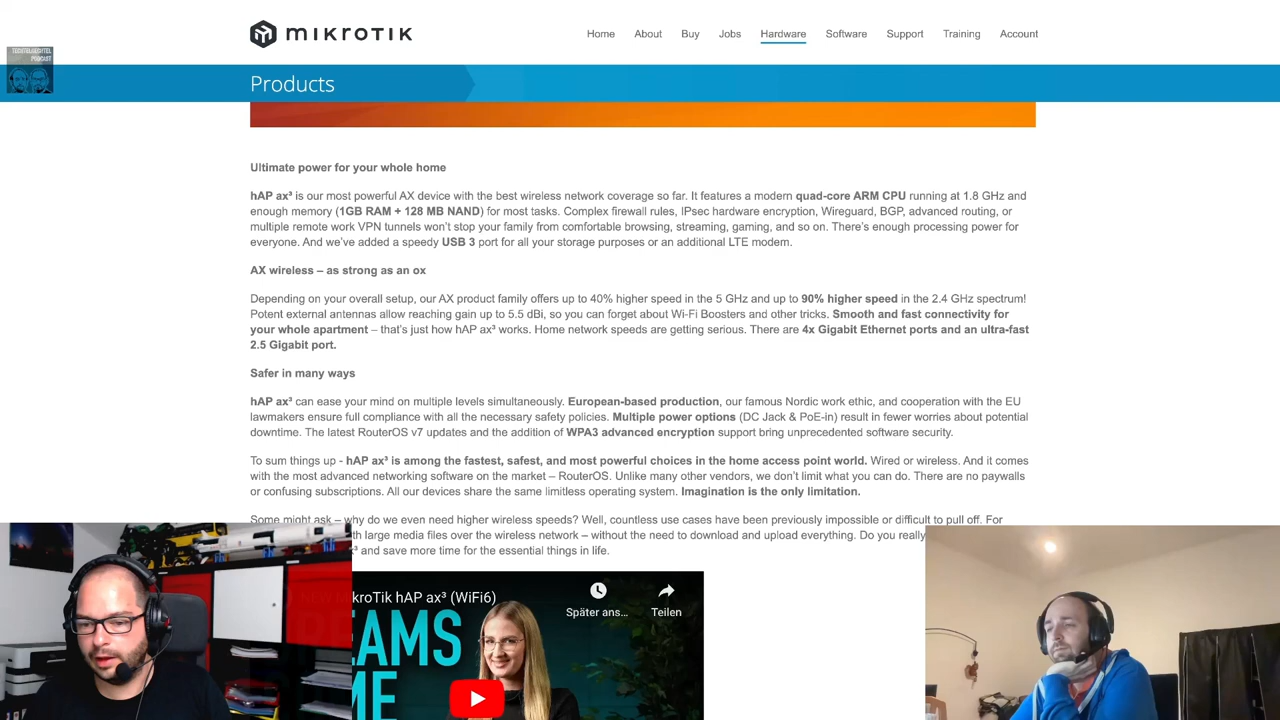 mikrotik
Home About Buy Jobs Hardware Software Support Training Account
TECHTELMECHTEL
PODCAST
Products
Ultimate power for your whole home
hAP ax³ is our most powerful AX device with the best wireless network coverage so far. It features a modern quad-core ARM CPU running at 1.8 GHz and
enough memory (1GB RAM + 128 MB NAND) for most tasks. Complex firewall rules, IPsec hardware encryption, Wireguard, BGP, advanced routing, or
multiple remote work VPN tunnels won't stop your family from comfortable browsing, streaming, gaming, and so on. There's enough processing power for
everyone. And we've added a speedy USB 3 port for all your storage purposes or an additional LTE modem.
AX wireless – as strong as an ox
Depending on your overall setup, our AX product family offers up to 40% higher speed in the 5 GHz and up to 90% higher speed in the 2.4 GHz spectrum!
Potent external antennas allow reaching gain up to 5.5 dBi, so you can forget about Wi-Fi Boosters and other tricks. Smooth and fast connectivity for
your whole apartment – that's just how hAP ax³ works. Home network speeds are getting serious. There are 4x Gigabit Ethernet ports and an ultra-fast
2.5 Gigabit port.
Safer in many ways
hAP ax³ can ease your mind on multiple levels simultaneously. European-based production, our famous Nordic work ethic, and cooperation with the EU
lawmakers ensure full compliance with all the necessary safety policies. Multiple power options (DC Jack & PoE-in) result in fewer worries about potential
downtime. The latest RouterOS v7 updates and the addition of WPA3 advanced encryption support bring unprecedented software security.
To sum things up - hAP ax³ is among the fastest, safest, and most powerful choices in the home access point world. Wired or wireless. And it comes
with the most advanced networking software on the market – RouterOS. Unlike many other vendors, we don't limit what you can do. There are no paywalls
or confusing subscriptions. All our devices share the same limitless operating system. Imagination is the only limitation.
Some might ask – why do we even need higher wireless speeds? Well, countless use cases have been previously impossible or difficult to pull off. For
th large media files over the wireless network – without the need to download and upload everything. Do you really
x³ and save more time for the essential things in life.
kroTik hAP ax³ (WiFi6)
Später ans... Teilen
EAMS
ME